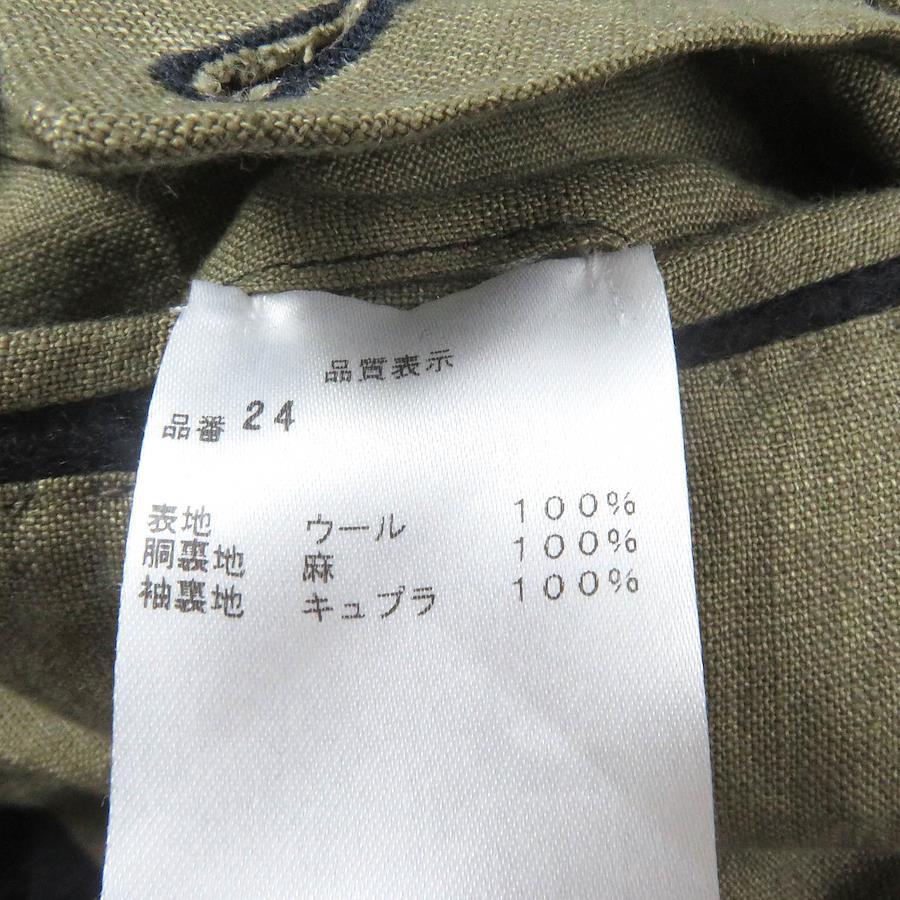 品質表示
品番 24
表地 ウール 100%
胴裏地 麻 100%
袖裏地 キュプラ 100%